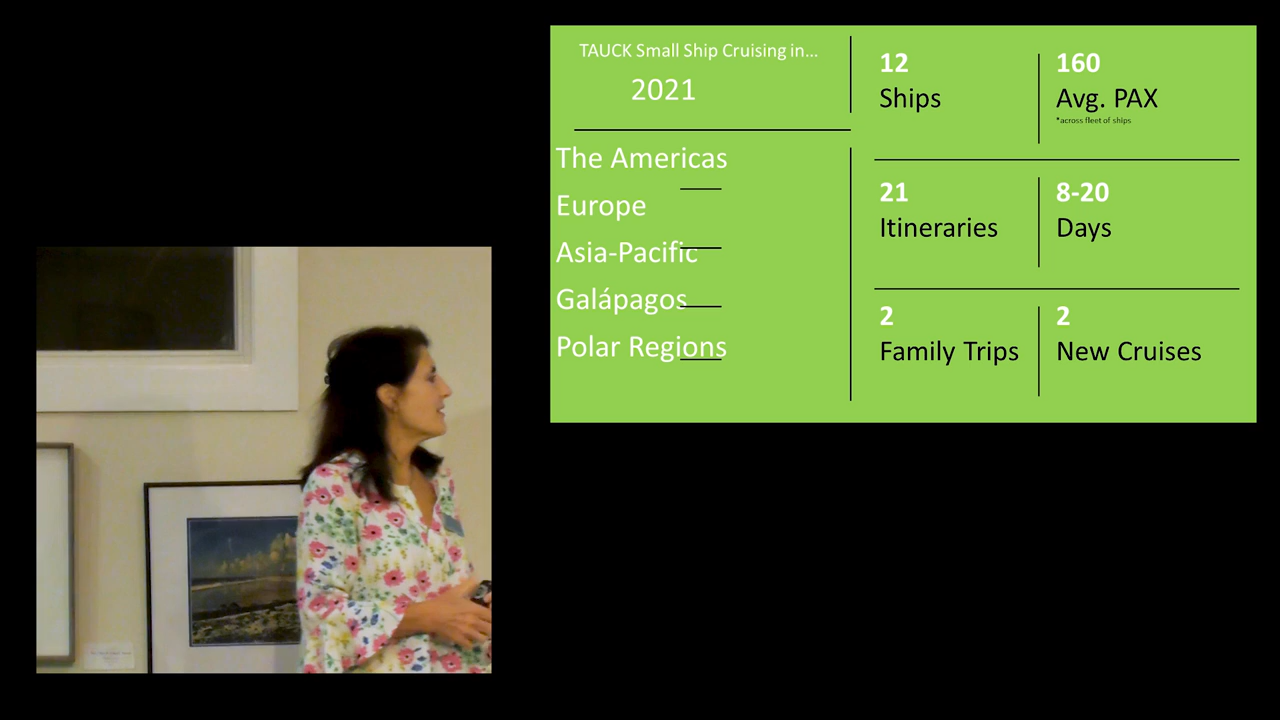 TAUCK Small Ship Cruising in...
2021
The Americas
Europe
Asia-Pacific
Galápagos
Polar Regions
12
Ships
160
Avg. PAX
*across fleet of ships
21
Itineraries
8-20
Days
2
Family Trips
2
New Cruises